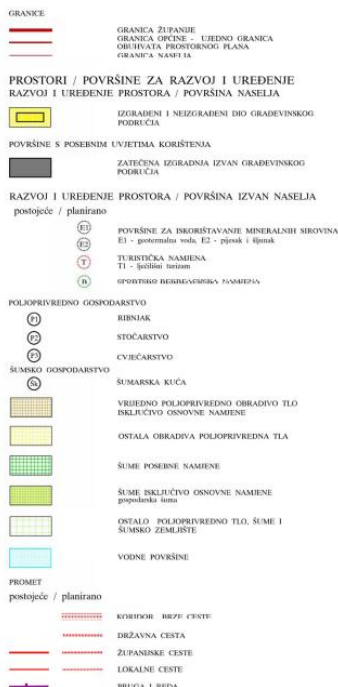 GRANICE
GRANICA ŽUPANIJE
GRANICA OPĆINE - UJEDNO GRANICA
OBUHVATA PROSTORNOG PLANA
GRANICA NASELJA
PROSTORI / POVRŠINE ZA RAZVOJ I UREĐENJE
RAZVOJ I UREĐENJE PROSTORA / POVRŠINA NASELJA
IZGRAĐENI I NEIZGRAĐENI DIO GRAĐEVINSKOG
PODRUČJA
POVRŠINE S POSEBNIM UVJETIMA KORIŠTENJA
ZATEČENA IZGRADNJA IZVAN GRAĐEVINSKOG
PODRUČJA
RAZVOJ I UREĐENJE PROSTORA / POVRŠINA IZVAN NASELJA
postojeće / planirano
E1
POVRŠINE ZA ISKORIŠTAVANJE MINERALNIH SIROVINA
E1 - geotermalna voda, E2 - pijesak i šljunak
E2
T
TURISTIČKA NAMJENA
T1 - lječilišni turizam
R
SPORTSKO REKREACIJSKA NAMJENA
POLJOPRIVREDNO GOSPODARSTVO
P1
RIBNJAK
P2
STOČARSTVO
P3
CVJEĆARSTVO
ŠUMSKO GOSPODARSTVO
Šk
ŠUMARSKA KUĆA
VRIJEDNO POLJOPRIVREDNO OBRADIVO TLO
ISKLJUČIVO OSNOVNE NAMJENE
OSTALA OBRADIVA POLJOPRIVREDNA TLA
ŠUME POSEBNE NAMJENE
ŠUME ISKLJUČIVO OSNOVNE NAMJENE
gospodarska šuma
OSTALO POLJOPRIVREDNO TLO, ŠUME I
ŠUMSKO ZEMLJIŠTE
VODNE POVRŠINE
PROMET
postojeće / planirano
KORIDOR BRZE CESTE
DRŽAVNA CESTA
ŽUPANIJSKE CESTE
LOKALNE CESTE
PRUGA I REDA